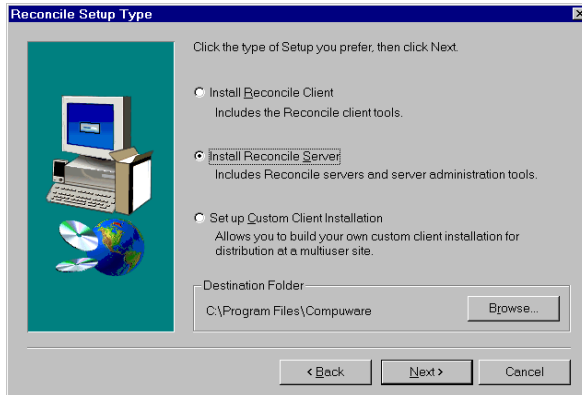 Reconcile Setup Type
Click the type of Setup you prefer, then click Next.
Install Reconcile Client
Includes the Reconcile client tools.
Install Reconcile Server
Includes Reconcile servers and server administration tools.
Set up Custom Client Installation
Allows you to build your own custom client installation for
distribution at a multiuser site.
Destination Folder
C:\Program Files\Compuware
Browse...
< Back
Next >
Cancel